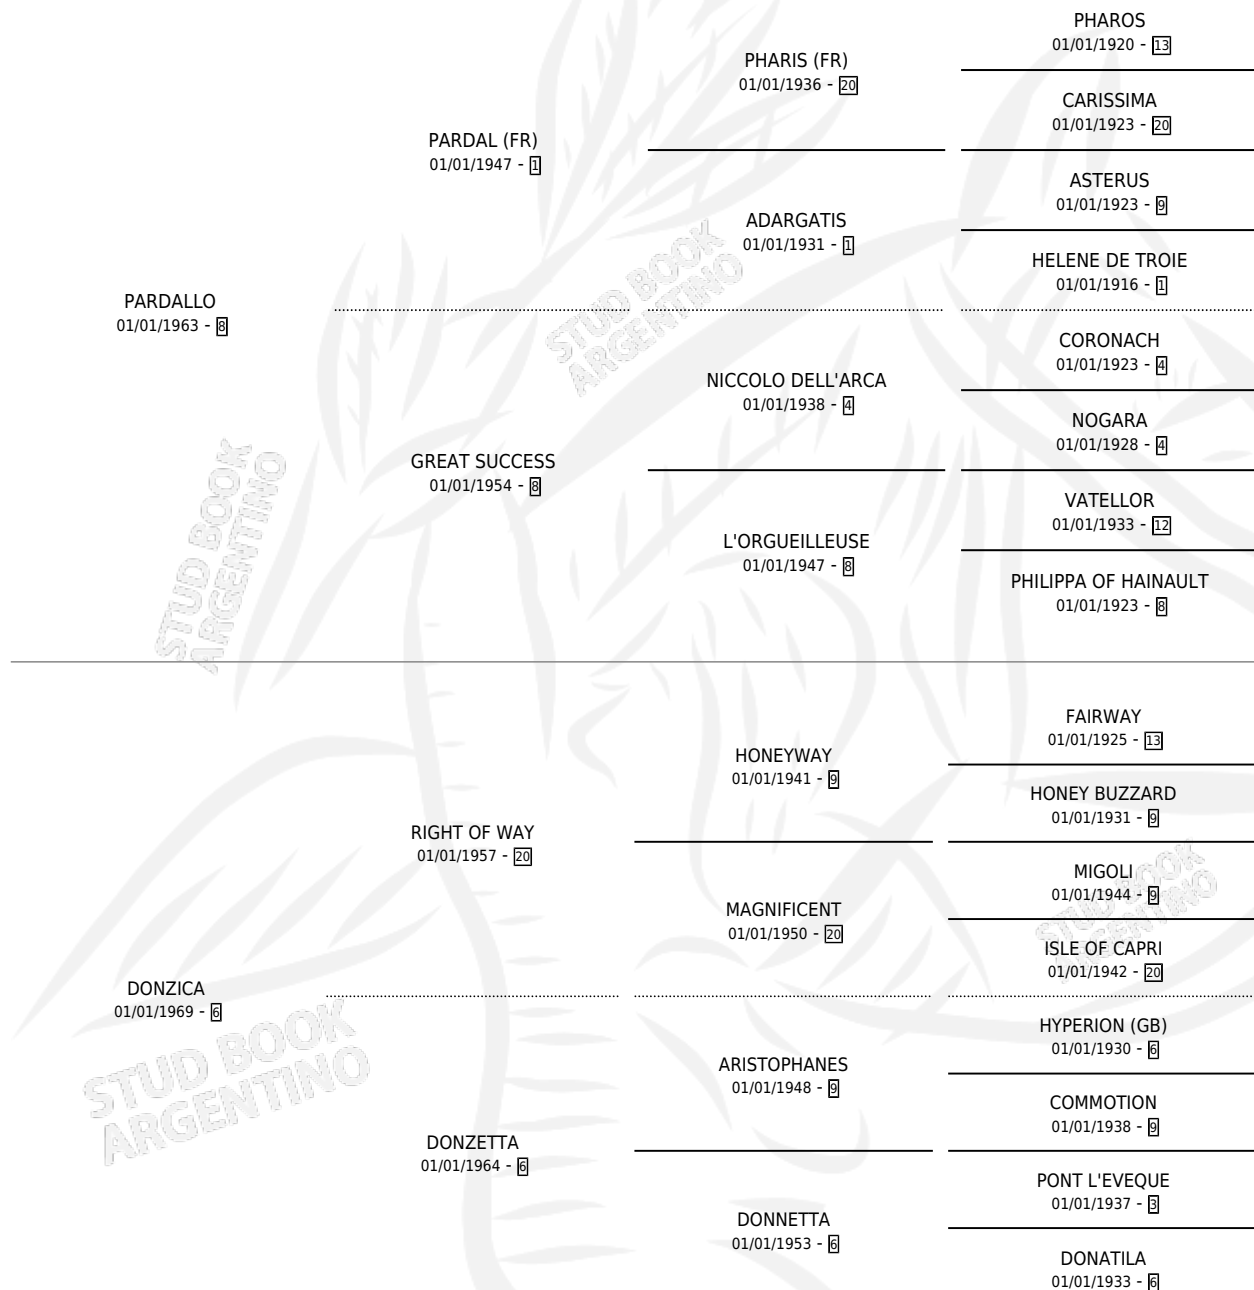 PHAROS
01/01/1920 - 13
PHARIS (FR)
01/01/1936 - 20
CARISSIMA
01/01/1923 - 20
PARDAL (FR)
01/01/1947 - 1
ASTERUS
01/01/1923 - 9
ADARGATIS
01/01/1931 - 1
HELENE DE TROIE
01/01/1916 - 1
PARDALLO
01/01/1963 - 8
CORONACH
01/01/1923 - 4
NICCOLO DELL'ARCA
01/01/1938 - 4
NOGARA
01/01/1928 - 4
GREAT SUCCESS
01/01/1954 - 8
VATELLOR
01/01/1933 - 12
L'ORGUEILLEUSE
01/01/1947 - 8
PHILIPPA OF HAINAULT
01/01/1923 - 8
FAIRWAY
01/01/1925 - 13
HONEYWAY
01/01/1941 - 9
HONEY BUZZARD
01/01/1931 - 9
RIGHT OF WAY
01/01/1957 - 20
MIGOLI
01/01/1944 - 9
MAGNIFICENT
01/01/1950 - 20
ISLE OF CAPRI
01/01/1942 - 20
DONZICA
01/01/1969 - 6
HYPERION (GB)
01/01/1930 - 6
ARISTOPHANES
01/01/1948 - 9
COMMOTION
01/01/1938 - 9
DONZETTA
01/01/1964 - 6
PONT L'EVEQUE
01/01/1937 - 3
DONNETTA
01/01/1953 - 6
DONATILA
01/01/1933 - 6
STUD BOOK
ARGENTINO
STUD BOOK
ARGENTINO
STUD BOOK
ARGENTINO
STUD BOOK
ARGENTINO